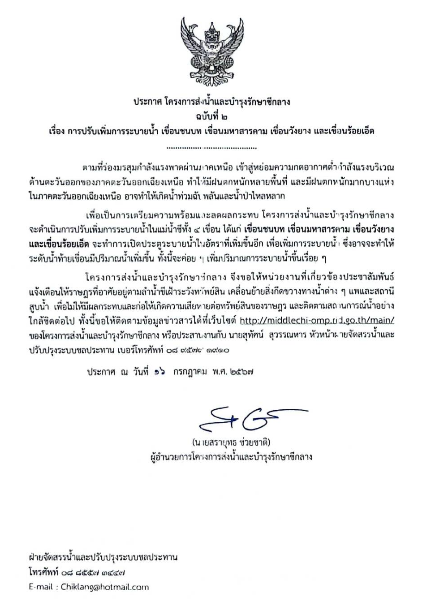 ประกาศ โครงการส่งน้ำและบำรุงรักษาชีกลาง
ฉบับที่ ๒
เรื่อง การปรับเพิ่มการระบายน้ำ เขื่อนชนบท เขื่อนมหาสารคาม เขื่อนวังยาง และเขื่อนร้อยเอ็ด
ตามที่ร่องมรสุมกำลังแรงพาดผ่านภาคเหนือ เข้าสู่หย่อมความกดอากาศต่ำกำลังแรงบริเวณ
ด้านตะวันออกของภาคตะวันออกเฉียงเหนือ ทำให้มีฝนตกหนักหลายพื้นที่ และมีฝนตกหนักมากบางแห่ง
ในภาคตะวันออกเฉียงเหนือ อาจทำให้เกิดน้ำท่วมฉับพลันและน้ำป่าไหลหลาก
เพื่อเป็นการเตรียมความพร้อมและลดผลกระทบ โครงการส่งน้ำและบำรุงรักษาชีกลาง
จะดำเนินการปรับเพิ่มการระบายน้ำในแม่น้ำชีทั้ง ๔ เขื่อน ได้แก่ เขื่อนชนบท เขื่อนมหาสารคาม เขื่อนวังยาง
และเขื่อนร้อยเอ็ด จะทำการเปิดประตูระบายน้ำในอัตราที่เพิ่มขึ้นอีก เพื่อเพิ่มการระบายน้ำ ซึ่งอาจจะทำให้
ระดับน้ำท้ายเขื่อนมีปริมาณน้ำเพิ่มขึ้น ทั้งนี้จะค่อย ๆ เพิ่มปริมาณการระบายน้ำขึ้นเรื่อย ๆ
โครงการส่งน้ำและบำรุงรักษาชีกลาง จึงขอให้หน่วยงานที่เกี่ยวข้องประชาสัมพันธ์
แจ้งเตือนให้ราษฎรที่อาศัยอยู่ตามลำน้ำชีเฝ้าระวังทรัพย์สิน เคลื่อนย้ายสิ่งกีดขวางทางน้ำต่าง ๆ แพและสถานี
สูบน้ำ เพื่อไม่ให้มีผลกระทบและก่อให้เกิดความเสียหายต่อทรัพย์สินของราษฎร และติดตามสถานการณ์น้ำอย่าง
ใกล้ชิดต่อไป ทั้งนี้ขอให้ติดตามข้อมูลข่าวสารได้ที่เว็บไซต์ http://middlechi-omp.rid.go.th/main/
ของโครงการส่งน้ำและบำรุงรักษาชีกลาง หรือประสานงานกับ นายสุทัศน์ สุวรรณหาร หัวหน้าฝ่ายจัดสรรน้ำและ
ปรับปรุงระบบชลประทาน เบอร์โทรศัพท์
ประกาศ ณ วันที่ ๑๖ กรกฎาคม พ.ศ. ๒๕๖๗
(นายสราวุทธ ช่วยชาติ)
ผู้อำนวยการโครงการส่งน้ำและบำรุงรักษาชีกลาง
ฝ่ายจัดสรรน้ำและปรับปรุงระบบชลประทาน
โทรศัพท์ ๐๘ ๘๕๕๗ ๓๔๔๗
E-mail : Chiklang@hotmail.com